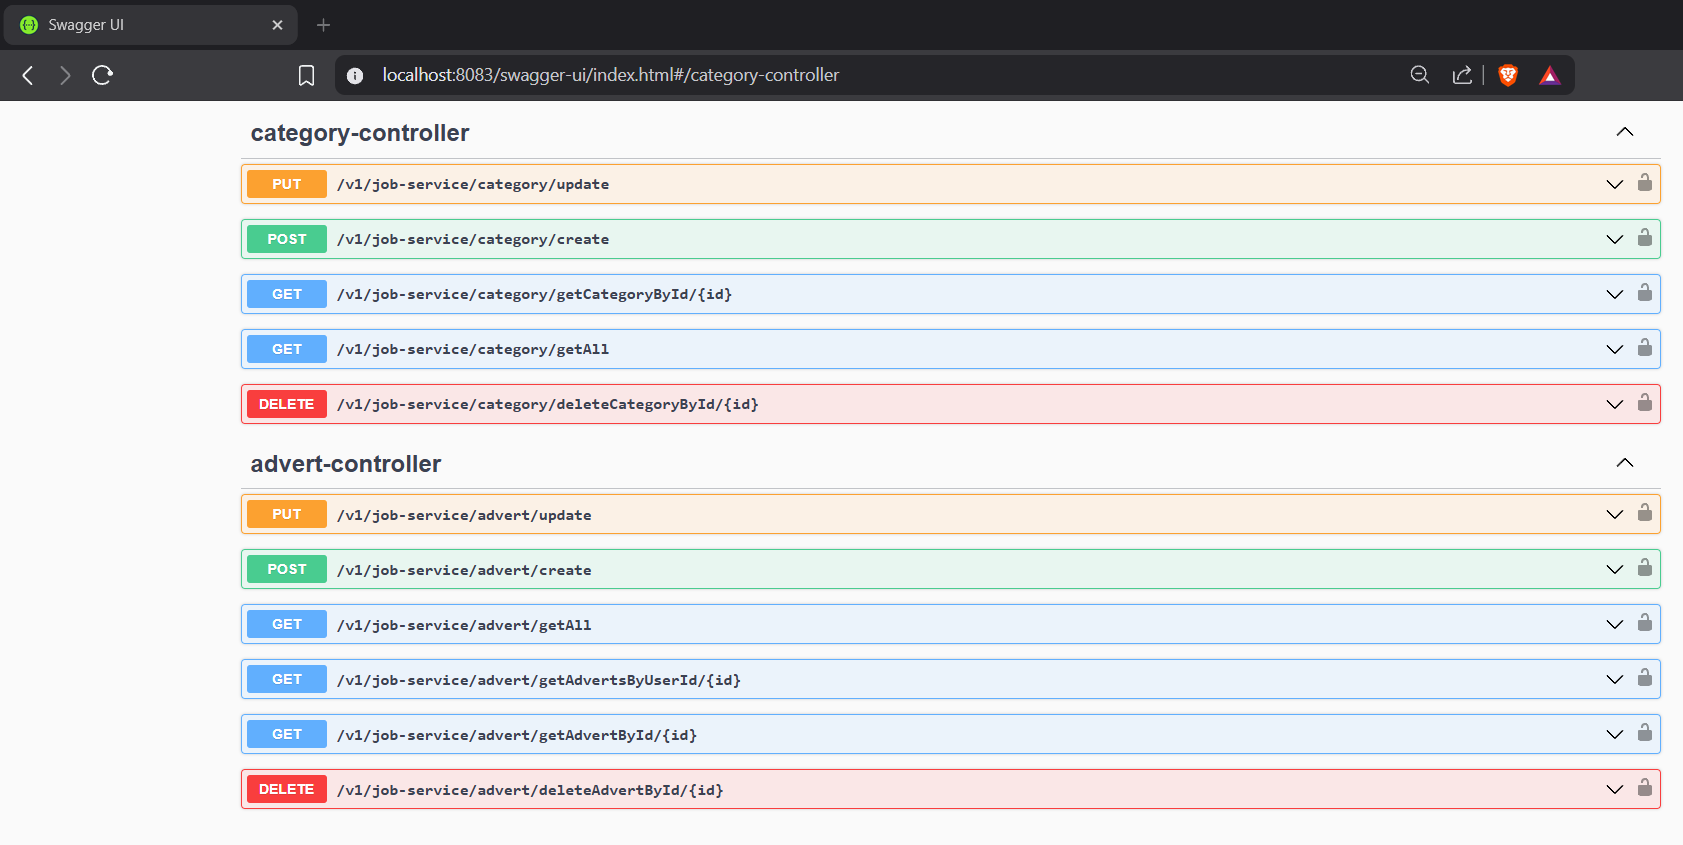 Swagger UI
localhost:8083/swagger-ui/index.html#/category-controller
category-controller
PUT /v1/job-service/category/update
POST /v1/job-service/category/create
GET /v1/job-service/category/getCategoryById/{id}
GET /v1/job-service/category/getAll
DELETE /v1/job-service/category/deleteCategoryById/{id}
advert-controller
PUT /v1/job-service/advert/update
POST /v1/job-service/advert/create
GET /v1/job-service/advert/getAll
GET /v1/job-service/advert/getAdvertsByUserId/{id}
GET /v1/job-service/advert/getAdvertById/{id}
DELETE /v1/job-service/advert/deleteAdvertById/{id}